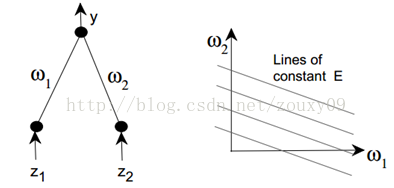 y
ω₁
ω₂
z₁
z₂
ω₂
Lines of
constant E
ω₁
http://blog.csdn.net/zouxy09